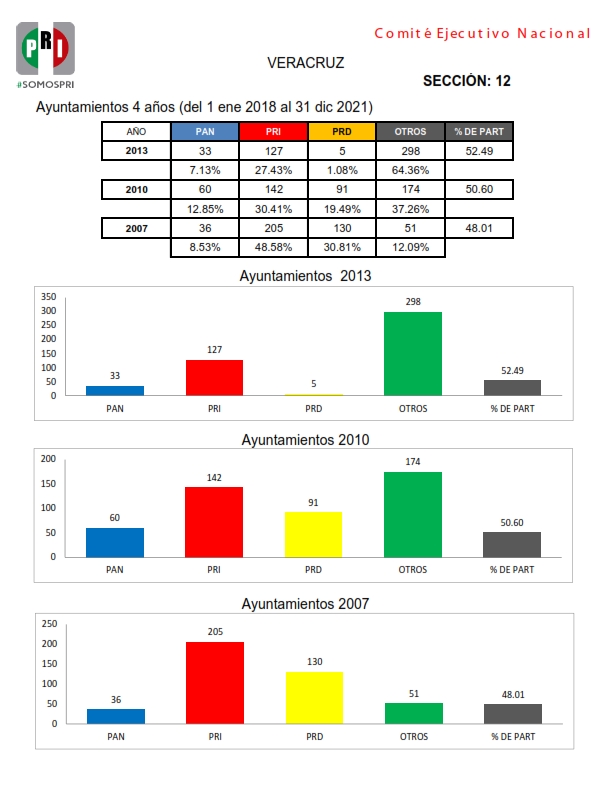 Comité Ejecutivo Nacional
PRI
#SOMOSPRI
VERACRUZ
SECCIÓN: 12
Ayuntamientos 4 años (del 1 ene 2018 al 31 dic 2021)
AÑO PAN PRI PRD OTROS % DE PART
2013 33 127 5 298 52.49
7.13% 27.43% 1.08% 64.36%
2010 60 142 91 174 50.60
12.85% 30.41% 19.49% 37.26%
2007 36 205 130 51 48.01
8.53% 48.58% 30.81% 12.09%
Ayuntamientos 2013
350
300
250
200
150
100
50
0
33 127 5 298 52.49
PAN PRI PRD OTROS % DE PART
Ayuntamientos 2010
200
150
100
50
0
60 142 91 174 50.60
PAN PRI PRD OTROS % DE PART
Ayuntamientos 2007
250
200
150
100
50
0
36 205 130 51 48.01
PAN PRI PRD OTROS % DE PART